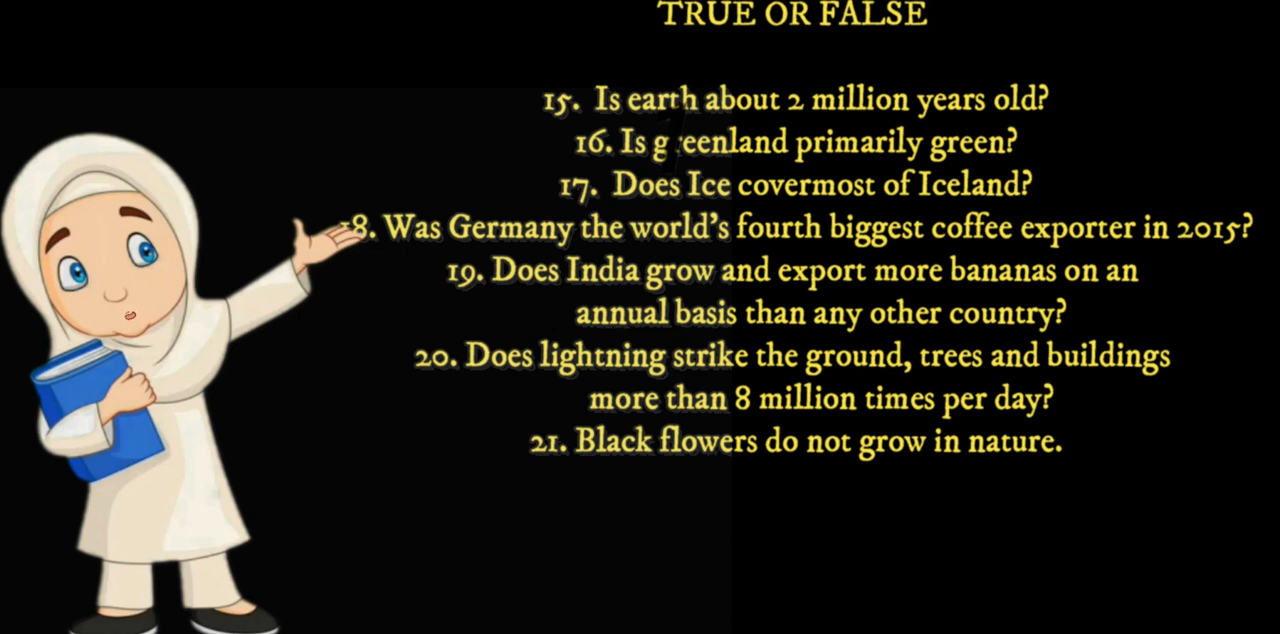 TRUE OR FALSE
15. Is earth about 2 million years old?
16. Is greenland primarily green?
17. Does Ice covermost of Iceland?
18. Was Germany the world's fourth biggest coffee exporter in 2015?
19. Does India grow and export more bananas on an
annual basis than any other country?
20. Does lightning strike the ground, trees and buildings
more than 8 million times per day?
21. Black flowers do not grow in nature.